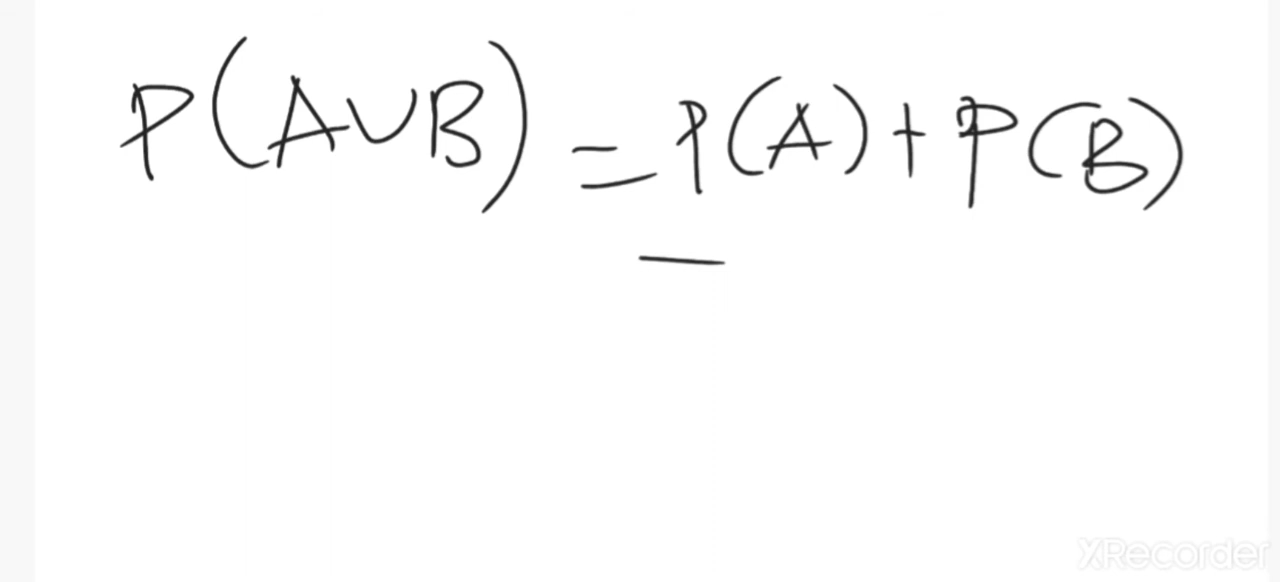 P(A∪B) = P(A) + P(B)
—
XRecorder